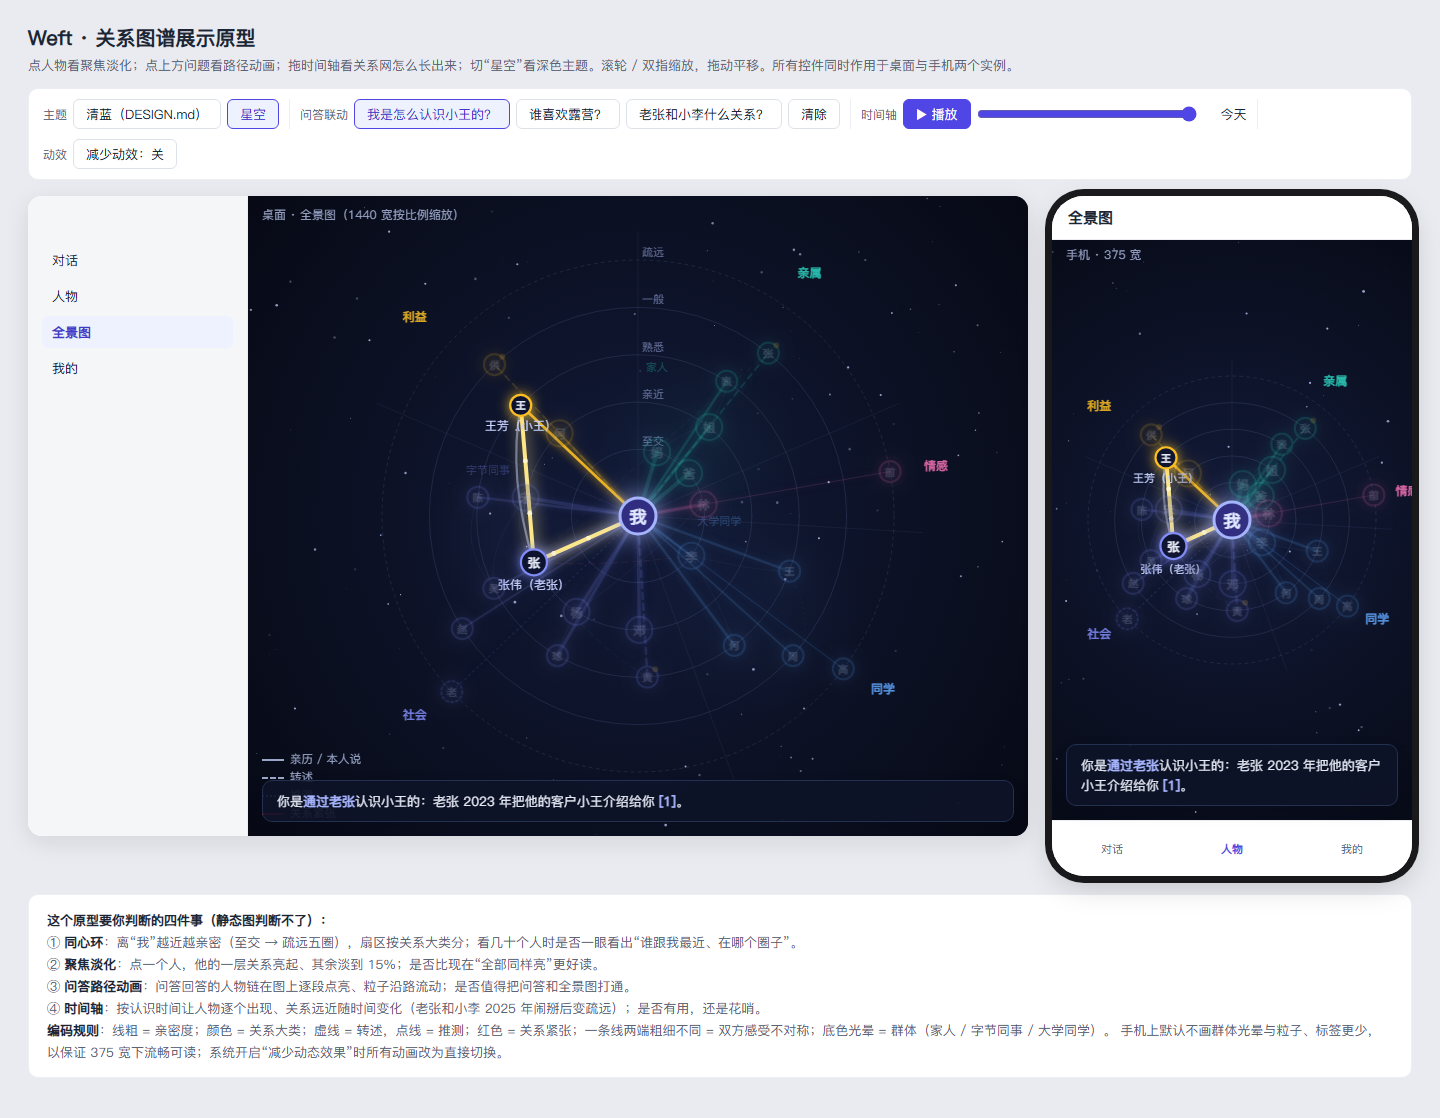 Weft · 关系图谱展示原型
点人物看聚焦淡化；点上方问题看路径动画；拖时间轴看关系网怎么长出来；切“星空”看深色主题。滚轮 / 双指缩放，拖动平移。所有控件同时作用于桌面与手机两个实例。
主题 清蓝（DESIGN.md） 星空 问答联动 我是怎么认识小王的？ 谁喜欢露营？ 老张和小李什么关系？ 清除 时间轴 ▶ 播放 今天
动效 减少动效：关
对话
人物
全景图
我的
桌面 · 全景图（1440 宽按比例缩放）
疏远
亲属
一般
利益
熟悉
张
家人
亲近
王
王芳（小王）
姐
至交
妈
爸
字节同事
陈
情感
前
林
我
大学同学
李
王
张
张伟（老张）
赵
何
周
高
黄
老
同学
社会
亲历 / 本人说
转述
你是通过老张认识小王的：老张 2023 年把他的客户小王介绍给你 [1]。
全景图
手机 · 375 宽
亲属
利益
张
王
王芳（小王）
姐
情感
前
我
王
张
张伟（老张）
何
周
高
黄
老
同学
社会
你是通过老张认识小王的：老张 2023 年把他的客户
小王介绍给你 [1]。
对话 人物 我的
这个原型要你判断的四件事（静态图判断不了）：
① 同心环：离“我”越近越亲密（至交 → 疏远五圈），扇区按关系大类分；看几十个人时是否一眼看出“谁跟我最近、在哪个圈子”。
② 聚焦淡化：点一个人，他的一层关系亮起、其余淡到 15%；是否比现在“全部同样亮”更好读。
③ 问答路径动画：问答回答的人物链在图上逐段点亮、粒子沿路流动；是否值得把问答和全景图打通。
④ 时间轴：按认识时间让人物逐个出现、关系远近随时间变化（老张和小李 2025 年闹掰后变疏远）；是否有用，还是花哨。
编码规则：线粗 = 亲密度；颜色 = 关系大类；虚线 = 转述，点线 = 推测；红色 = 关系紧张；一条线两端粗细不同 = 双方感受不对称；底色光晕 = 群体（家人 / 字节同事 / 大学同学）。 手机上默认不画群体光晕与粒子、标签更少，
以保证 375 宽下流畅可读；系统开启“减少动态效果”时所有动画改为直接切换。